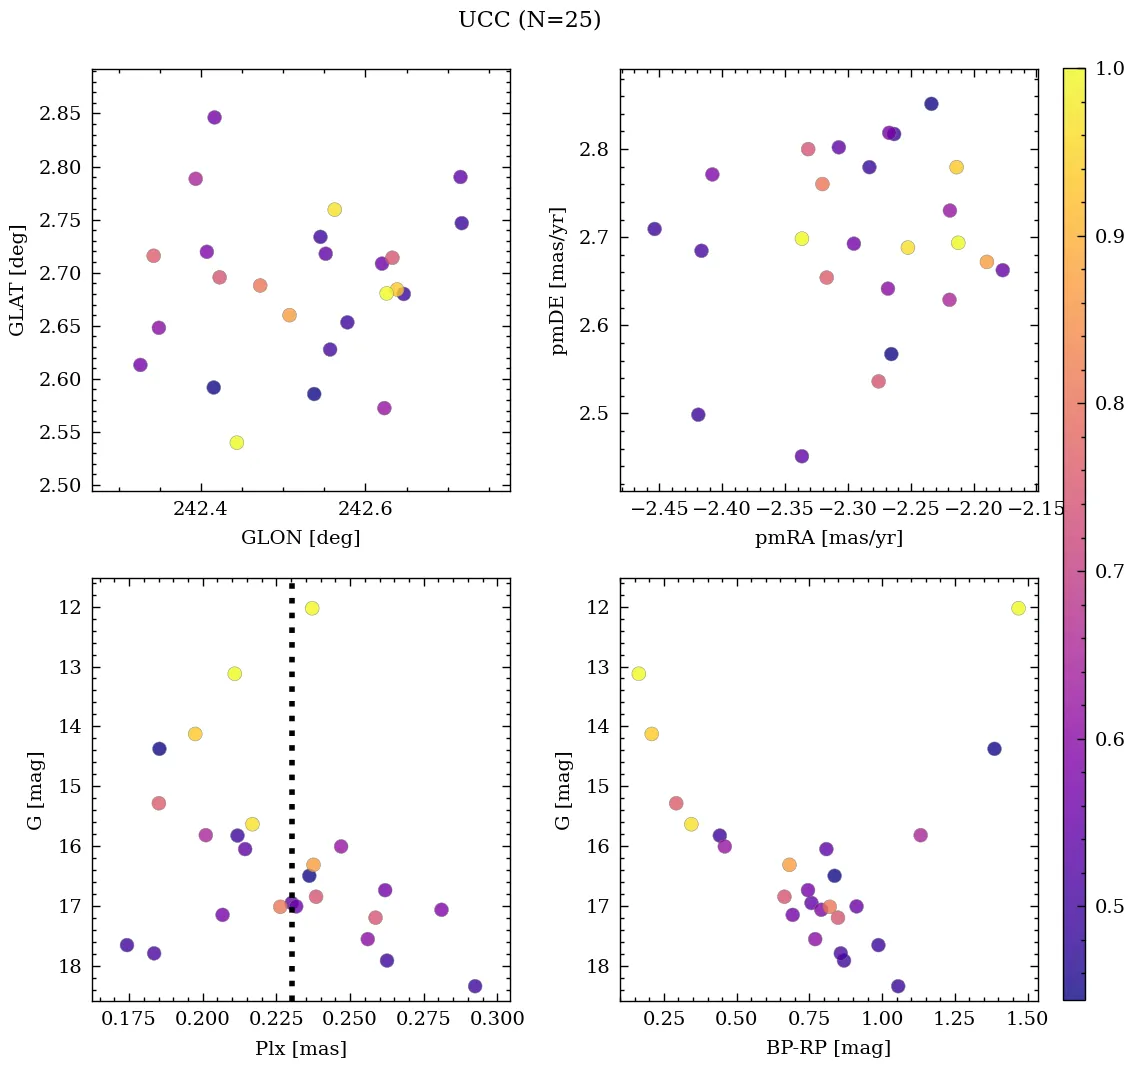 UCC (N=25)
2.85
2.80
2.75
2.70
2.65
2.60
2.55
2.50
GLAT [deg]
242.4 242.6
GLON [deg]
2.8
2.7
2.6
2.5
pmDE [mas/yr]
−2.45 −2.40 −2.35 −2.30 −2.25 −2.20 −2.15
pmRA [mas/yr]
1.0
0.9
0.8
0.7
0.6
0.5
12
13
14
15
16
17
18
G [mag]
0.175 0.200 0.225 0.250 0.275 0.300
Plx [mas]
12
13
14
15
16
17
18
G [mag]
0.25 0.50 0.75 1.00 1.25 1.50
BP-RP [mag]